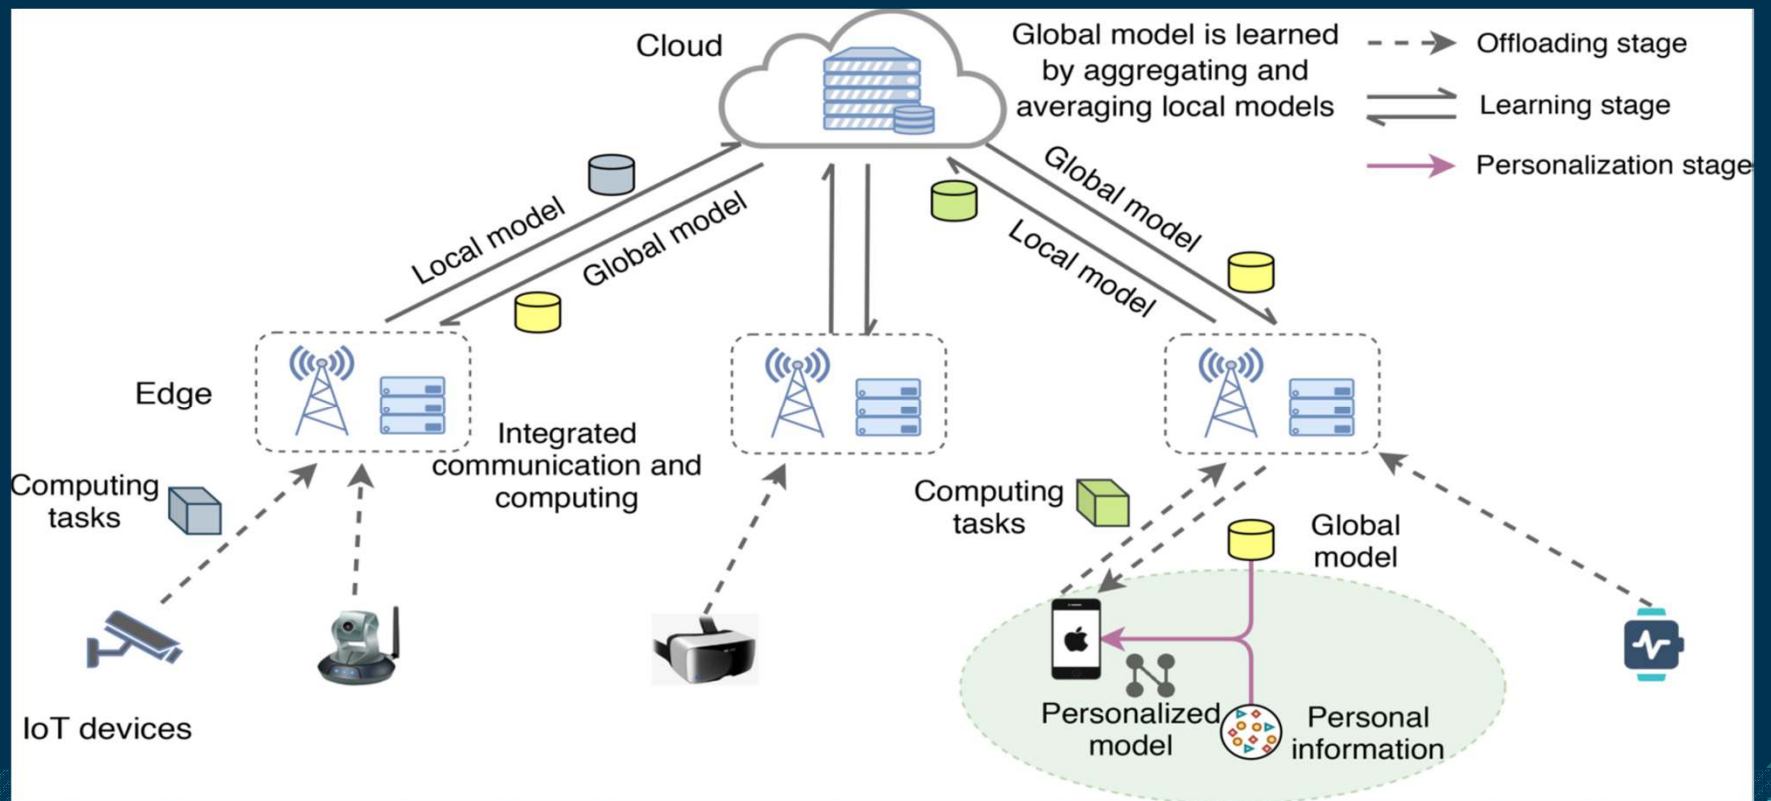 Cloud
Global model is learned
by aggregating and
averaging local models
Offloading stage
Learning stage
Personalization stage
Local model
Global model
Global model
Local model
Edge
Integrated
communication and
computing
Computing
tasks
Computing
tasks
Global
model
IoT devices
Personalized
model
Personal
information